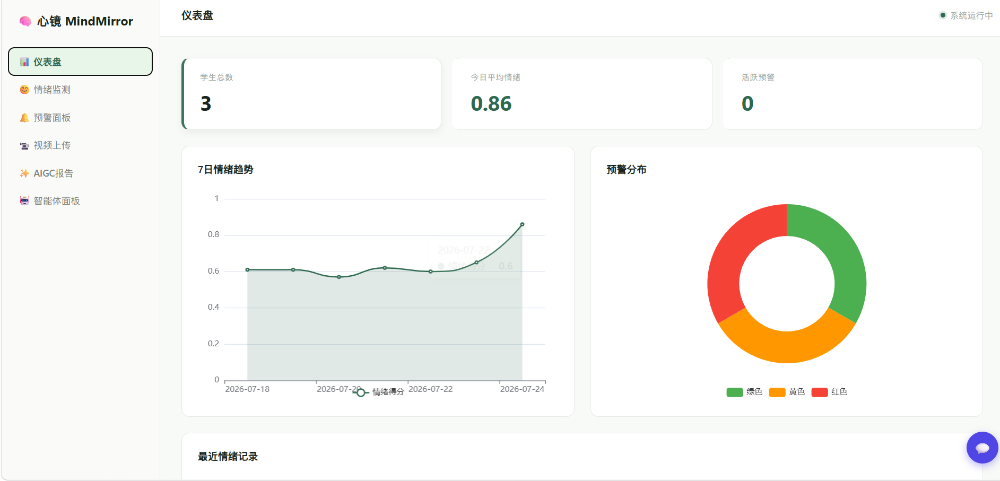 心镜 MindMirror
仪表盘
情绪监测
预警面板
视频上传
AIGC报告
智能体面板
仪表盘
系统运行中
学生总数
3
今日平均情绪
0.86
活跃预警
0
7日情绪趋势
1
0.8
0.6
0.4
0.2
0
2026-07-22
情绪得分 0.6
2026-07-18
2026-07-20
2026-07-22
2026-07-24
情绪得分
预警分布
绿色
黄色
红色
最近情绪记录